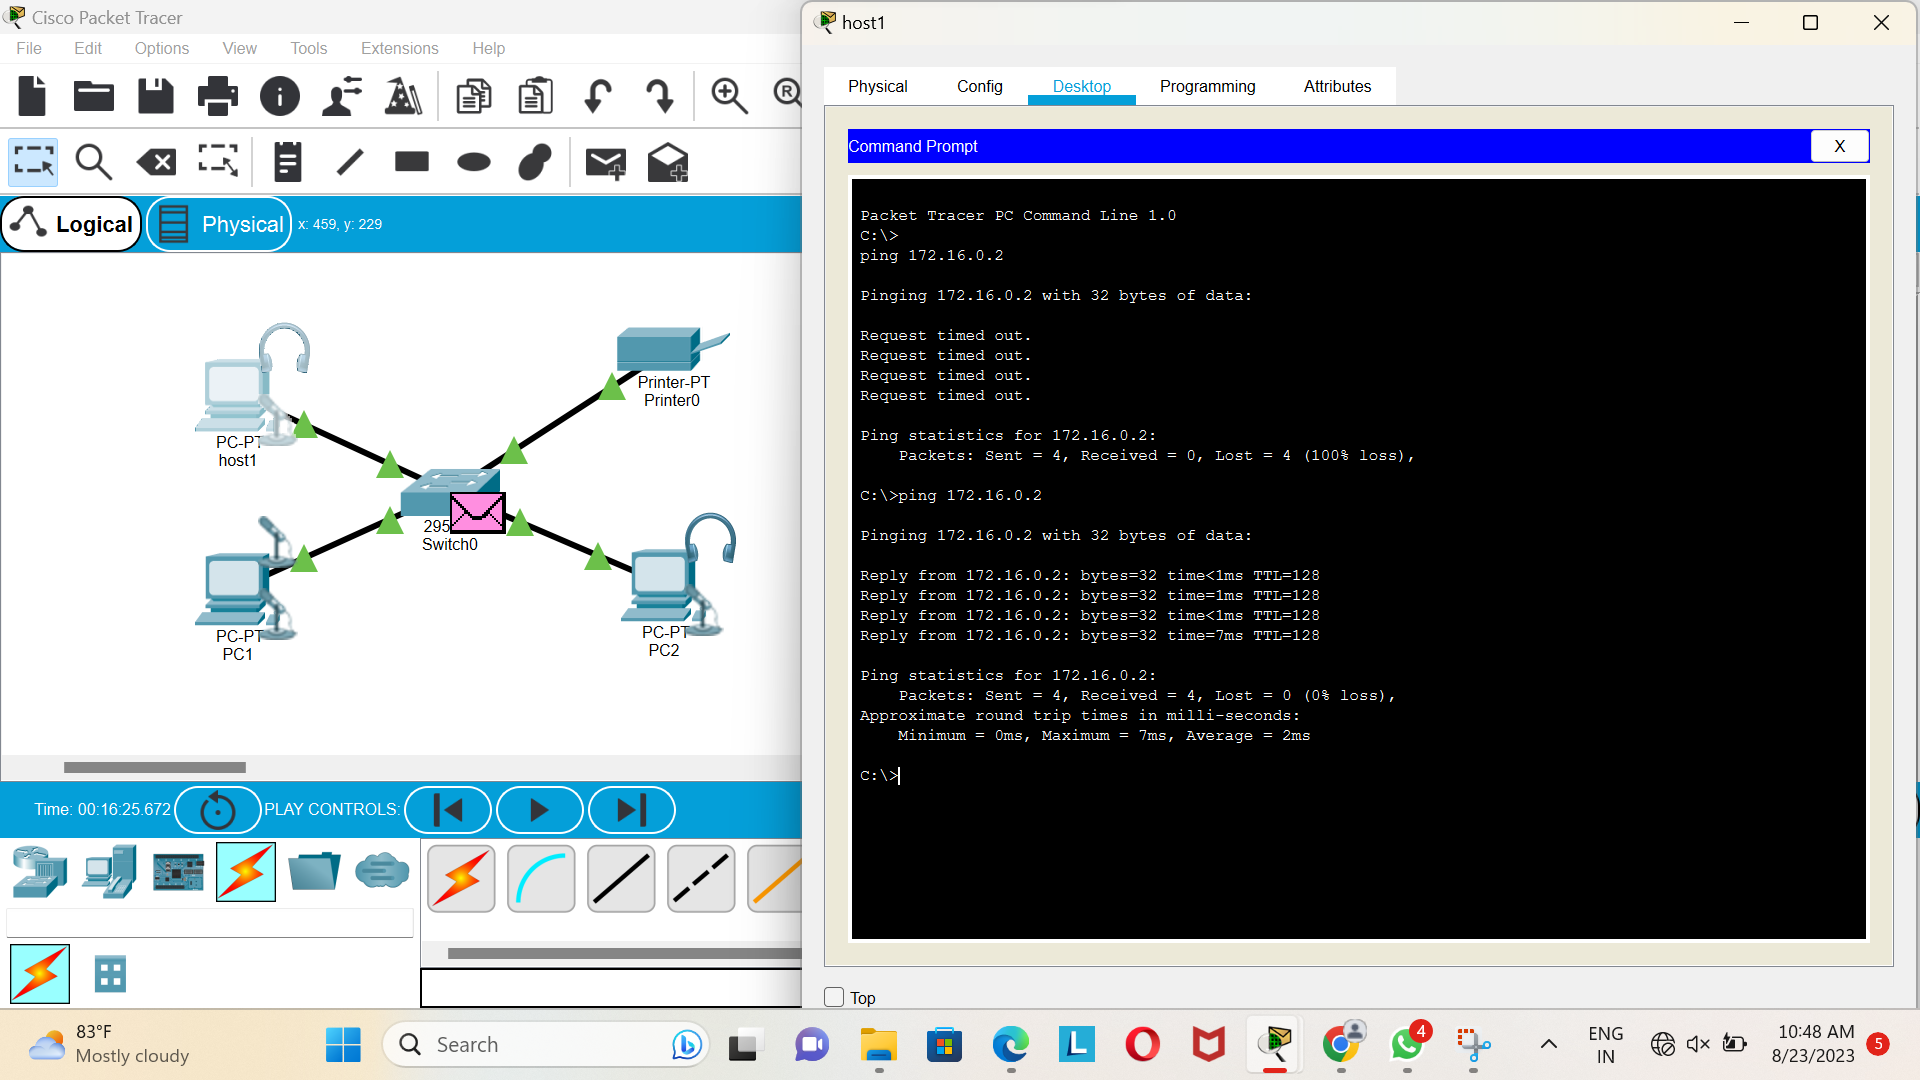 Cisco Packet Tracer
File Edit Options View Tools Extensions Help
Logical
Physical
x: 459, y: 229
Printer-PT
Printer0
PC-PT
host1
295
Switch0
PC-PT
PC1
PC-PT
PC2
Time: 00:16:25.672
PLAY CONTROLS:
host1
Physical Config Desktop Programming Attributes
Command Prompt
X
Packet Tracer PC Command Line 1.0
C:\>
ping 172.16.0.2
Pinging 172.16.0.2 with 32 bytes of data:
Request timed out.
Request timed out.
Request timed out.
Request timed out.
Ping statistics for 172.16.0.2:
Packets: Sent = 4, Received = 0, Lost = 4 (100% loss),
C:\>ping 172.16.0.2
Pinging 172.16.0.2 with 32 bytes of data:
Reply from 172.16.0.2: bytes=32 time<1ms TTL=128
Reply from 172.16.0.2: bytes=32 time=1ms TTL=128
Reply from 172.16.0.2: bytes=32 time<1ms TTL=128
Reply from 172.16.0.2: bytes=32 time=7ms TTL=128
Ping statistics for 172.16.0.2:
Packets: Sent = 4, Received = 4, Lost = 0 (0% loss),
Approximate round trip times in milli-seconds:
Minimum = 0ms, Maximum = 7ms, Average = 2ms
C:\>
Top
83°F
Mostly cloudy
Search
L
4
ENG
IN
10:48 AM
8/23/2023
5